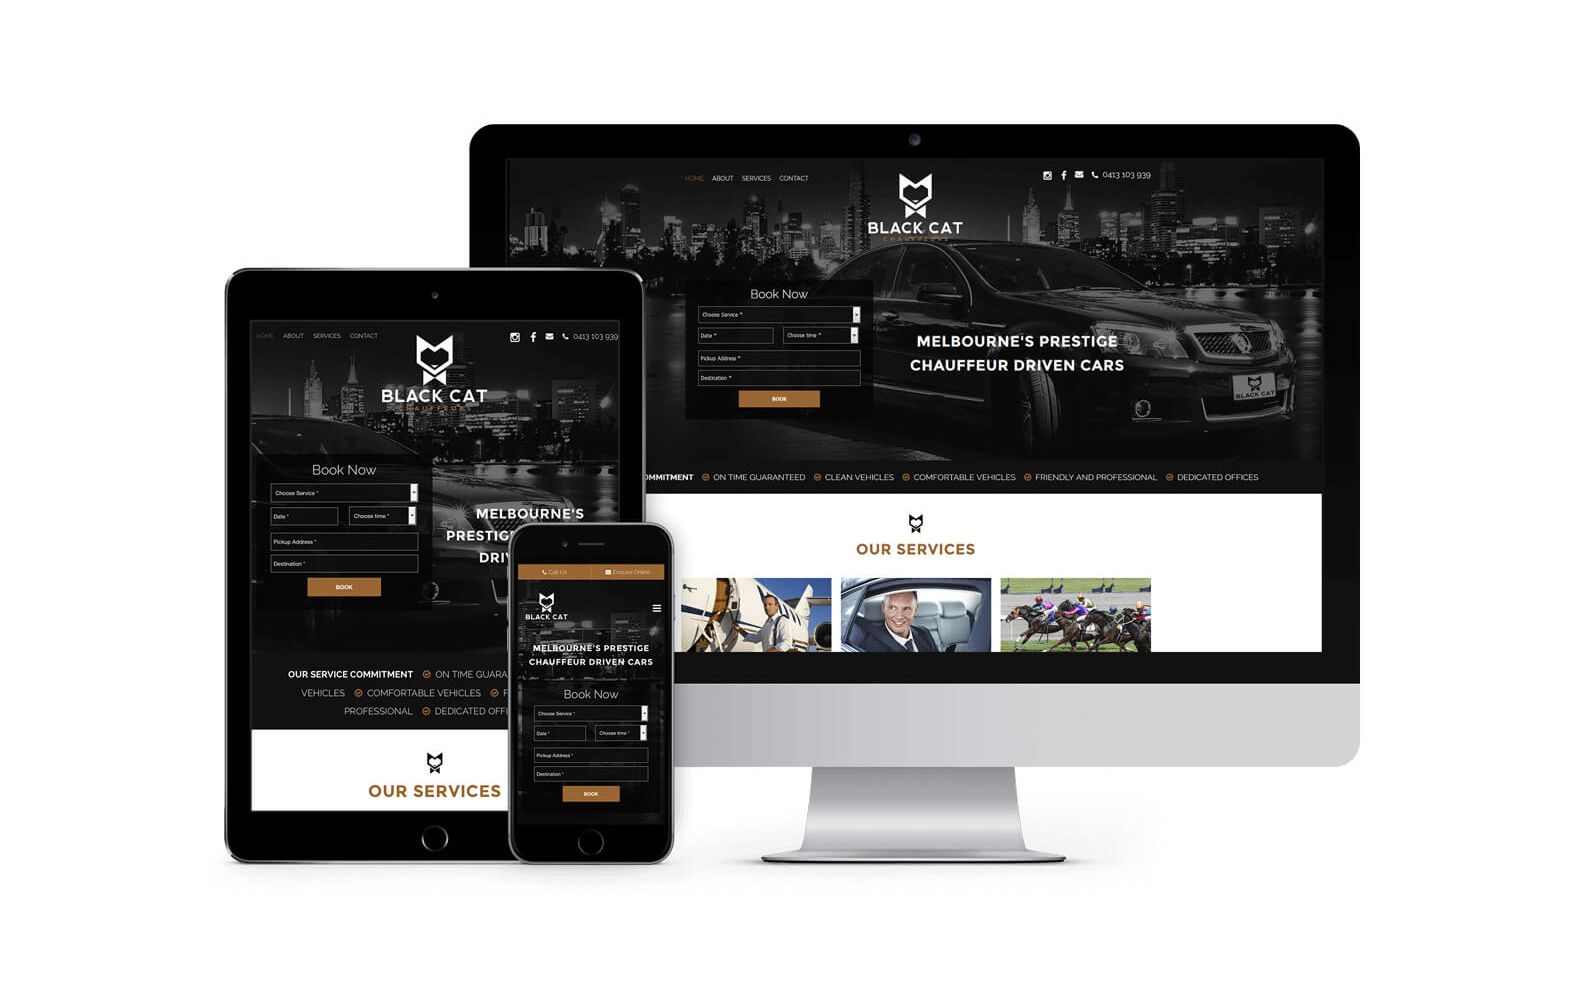 HOME ABOUT SERVICES CONTACT
0413 103 939
BLACK CAT
CHAUFFEURS
Book Now
Choose Service *
Date * Choose time *
Pickup Address *
Destination *
BOOK
MELBOURNE'S PRESTIGE
CHAUFFEUR DRIVEN CARS
BLACK CAT
ON TIME GUARANTEED CLEAN VEHICLES COMFORTABLE VEHICLES FRIENDLY AND PROFESSIONAL DEDICATED OFFICES
OUR SERVICES
HOME ABOUT SERVICES CONTACT
0413 103 939
BLACK CAT
CHAUFFEURS
Book Now
Choose Service *
Date * Choose time *
Pickup Address *
Destination *
BOOK
MELBOURNE'S
OUR SERVICE COMMITMENT ON TIME
VEHICLES COMFORTABLE VEHICLES
PROFESSIONAL DEDICATED
OUR SERVICES
Call Us Enquire Online
BLACK CAT
MELBOURNE'S PRESTIGE
CHAUFFEUR DRIVEN CARS
Book Now
Choose Service *
Date * Choose time *
Pickup Address *
Destination *
BOOK